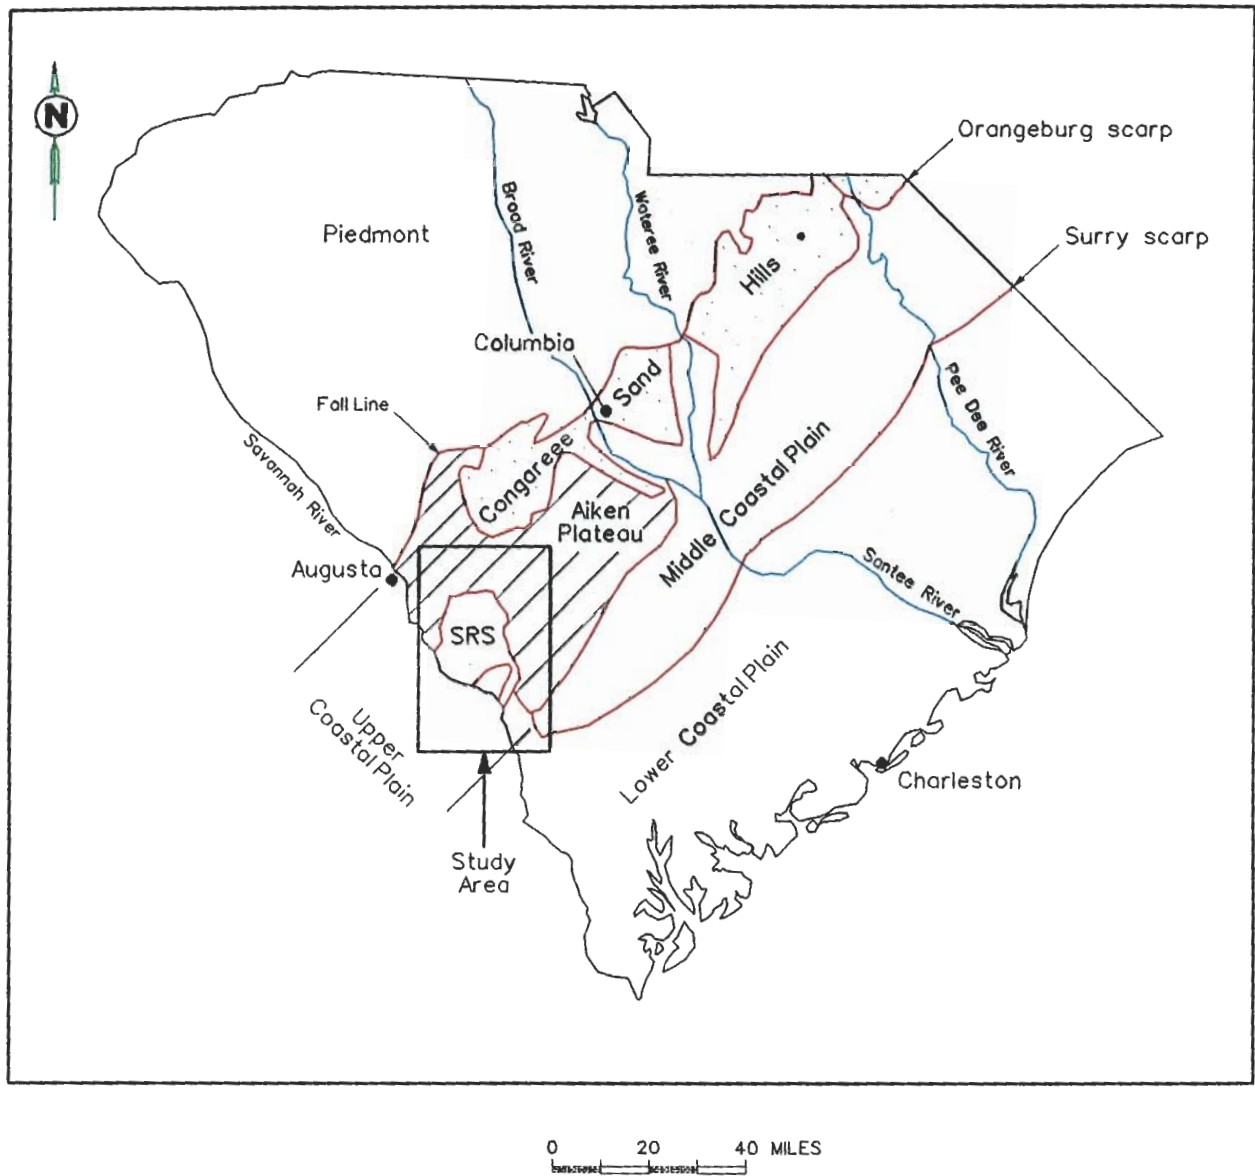 N
Orangeburg scarp
Surry scarp
Piedmont
Broad River
Wateree River
Hills
Columbia
Sand
Fall Line
Pee Dee River
Savannah River
Congareee
Middle Coastal Plain
Aiken
Plateau
Augusta
Santee River
SRS
Upper
Coastal Plain
Lower Coastal Plain
Charleston
Study
Area
0 20 40 MILES